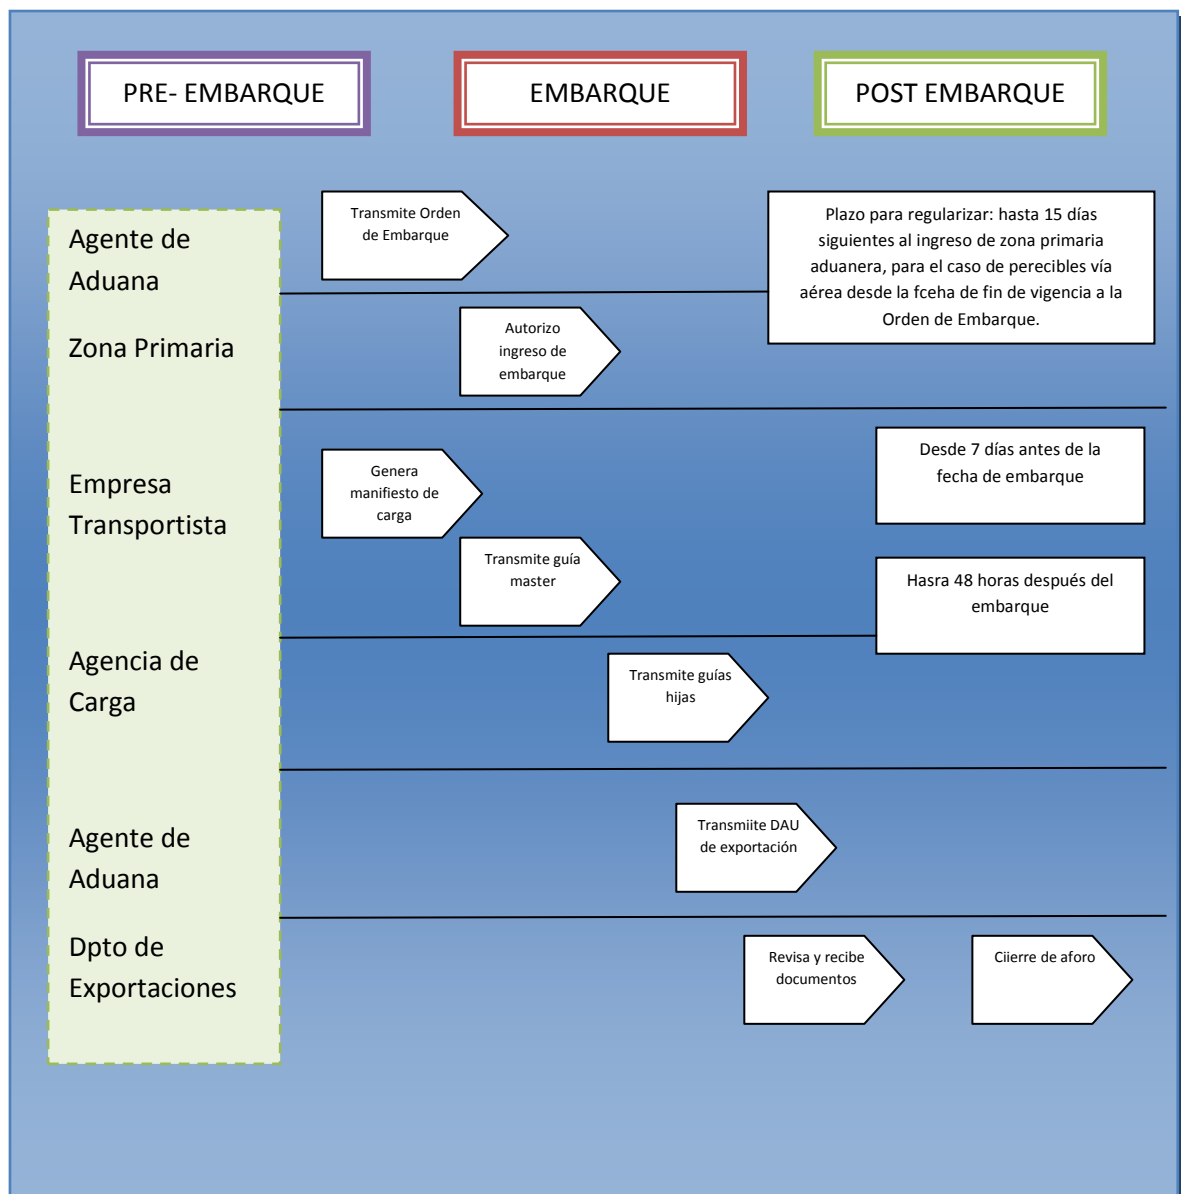 PRE- EMBARQUE
EMBARQUE
POST EMBARQUE
Agente de
Aduana
Transmite Orden
de Embarque
Plazo para regularizar: hasta 15 días
siguientes al ingreso de zona primaria
aduanera, para el caso de perecibles vía
aérea desde la fceha de fin de vigencia a la
Orden de Embarque.
Zona Primaria
Autorizo
ingreso de
embarque
Empresa
Transportista
Genera
manifiesto de
carga
Desde 7 días antes de la
fecha de embarque
Transmite guía
master
Hasra 48 horas después del
embarque
Agencia de
Carga
Transmite guías
hijas
Agente de
Aduana
Transmiite DAU
de exportación
Dpto de
Exportaciones
Revisa y recibe
documentos
Ciierre de aforo